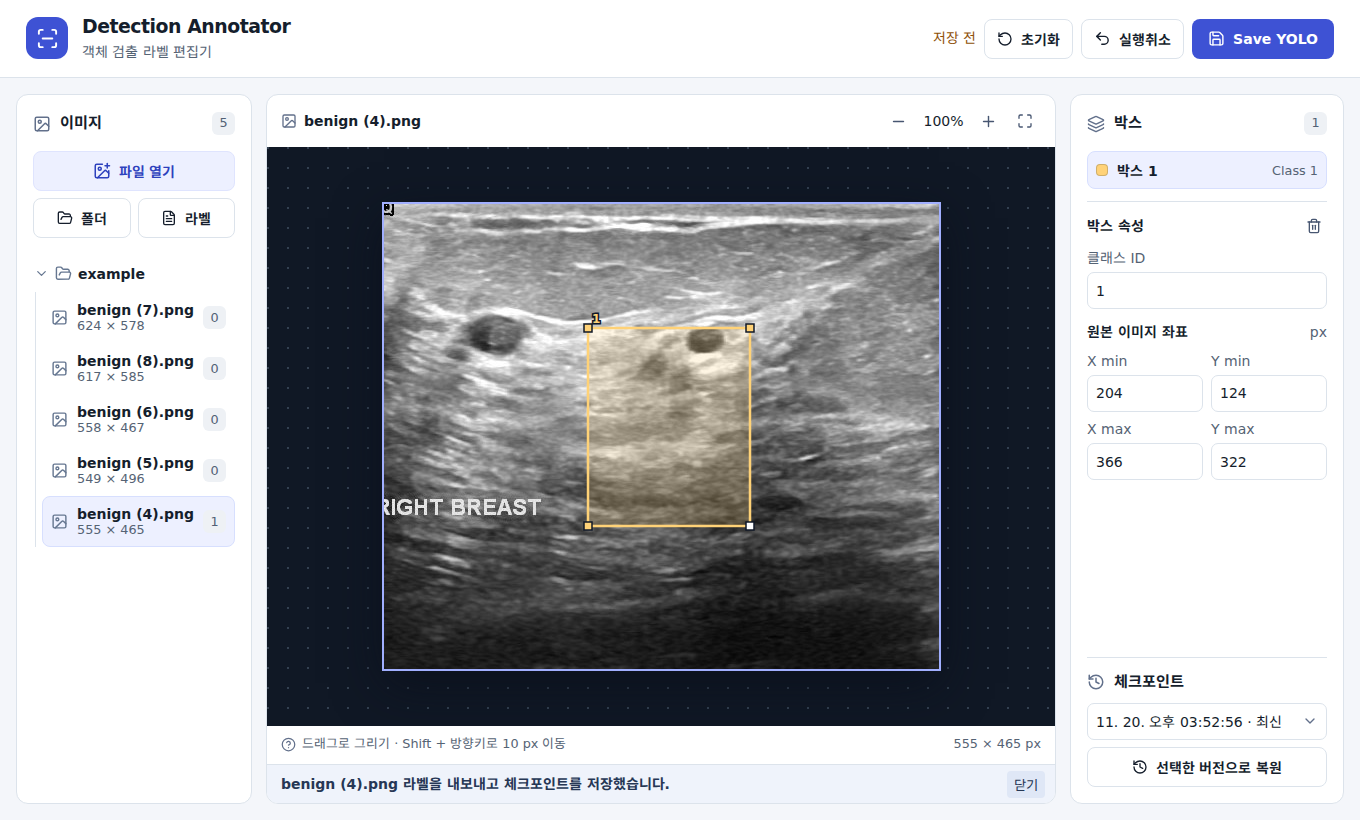 Detection Annotator
객체 검출 라벨 편집기
저장 전
초기화
실행취소
Save YOLO
이미지
5
파일 열기
폴더
라벨
example
benign (7).png
624 × 578
0
benign (8).png
617 × 585
0
benign (6).png
558 × 467
0
benign (5).png
549 × 496
0
benign (4).png
555 × 465
1
benign (4).png
100%
1
RIGHT BREAST
드래그로 그리기 · Shift + 방향키로 10 px 이동
555 × 465 px
benign (4).png 라벨을 내보내고 체크포인트를 저장했습니다.
닫기
박스
1
박스 1
Class 1
박스 속성
클래스 ID
1
원본 이미지 좌표
px
X min
Y min
204
124
X max
Y max
366
322
체크포인트
11. 20. 오후 03:52:56 · 최신
선택한 버전으로 복원